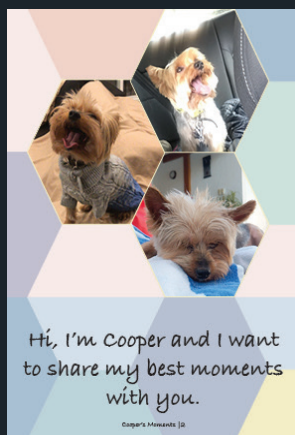 Hi, I'm Cooper and I want
to share my best moments
with you.
Cooper's Moments |2